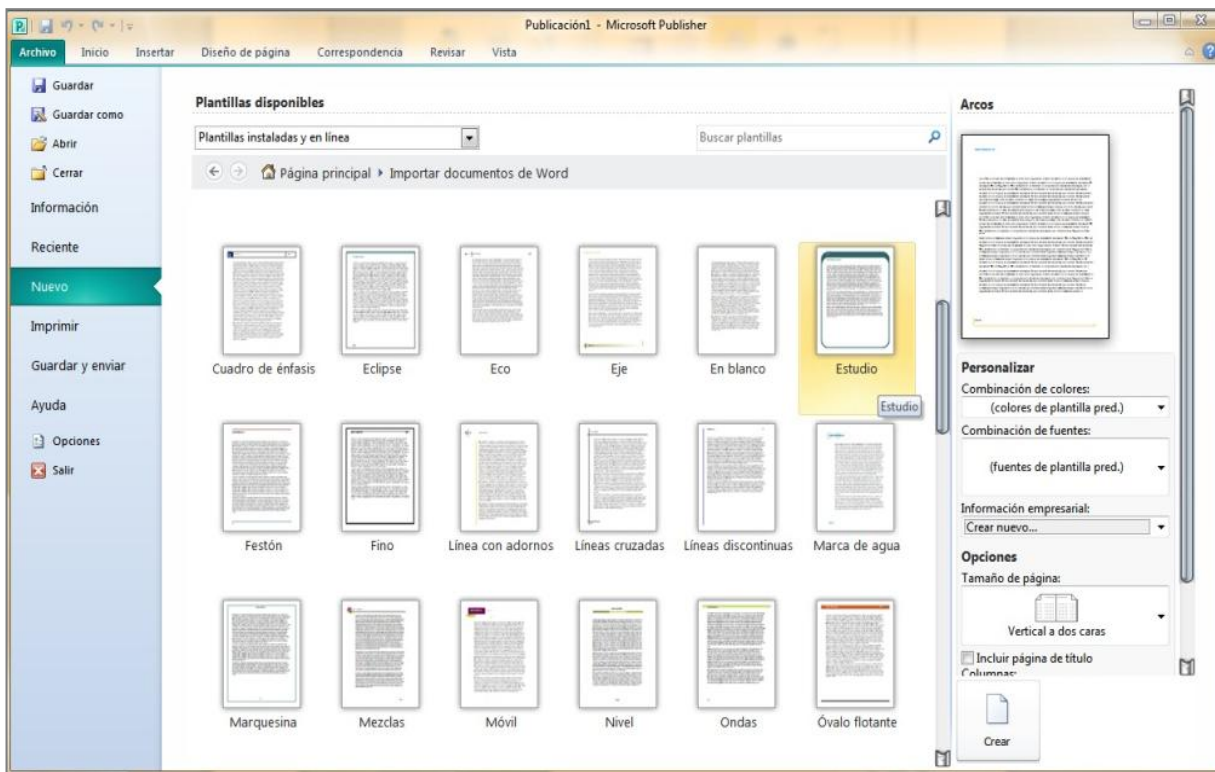 Publicación1 - Microsoft Publisher
Archivo Inicio Insertar Diseño de página Correspondencia Revisar Vista
Guardar
Guardar como
Abrir
Cerrar
Información
Reciente
Nuevo
Imprimir
Guardar y enviar
Ayuda
Opciones
Salir
Plantillas disponibles
Plantillas instaladas y en línea
Buscar plantillas
Página principal Importar documentos de Word
Cuadro de énfasis Eclipse Eco Eje En blanco Estudio
Estudio
Festón Fino Línea con adornos Líneas cruzadas Líneas discontinuas Marca de agua
Marquesina Mezclas Móvil Nivel Ondas Óvalo flotante
Arcos
Personalizar
Combinación de colores:
(colores de plantilla pred.)
Combinación de fuentes:
(fuentes de plantilla pred.)
Información empresarial:
Crear nuevo...
Opciones
Tamaño de página:
Vertical a dos caras
Incluir página de título
Columnas:
Crear